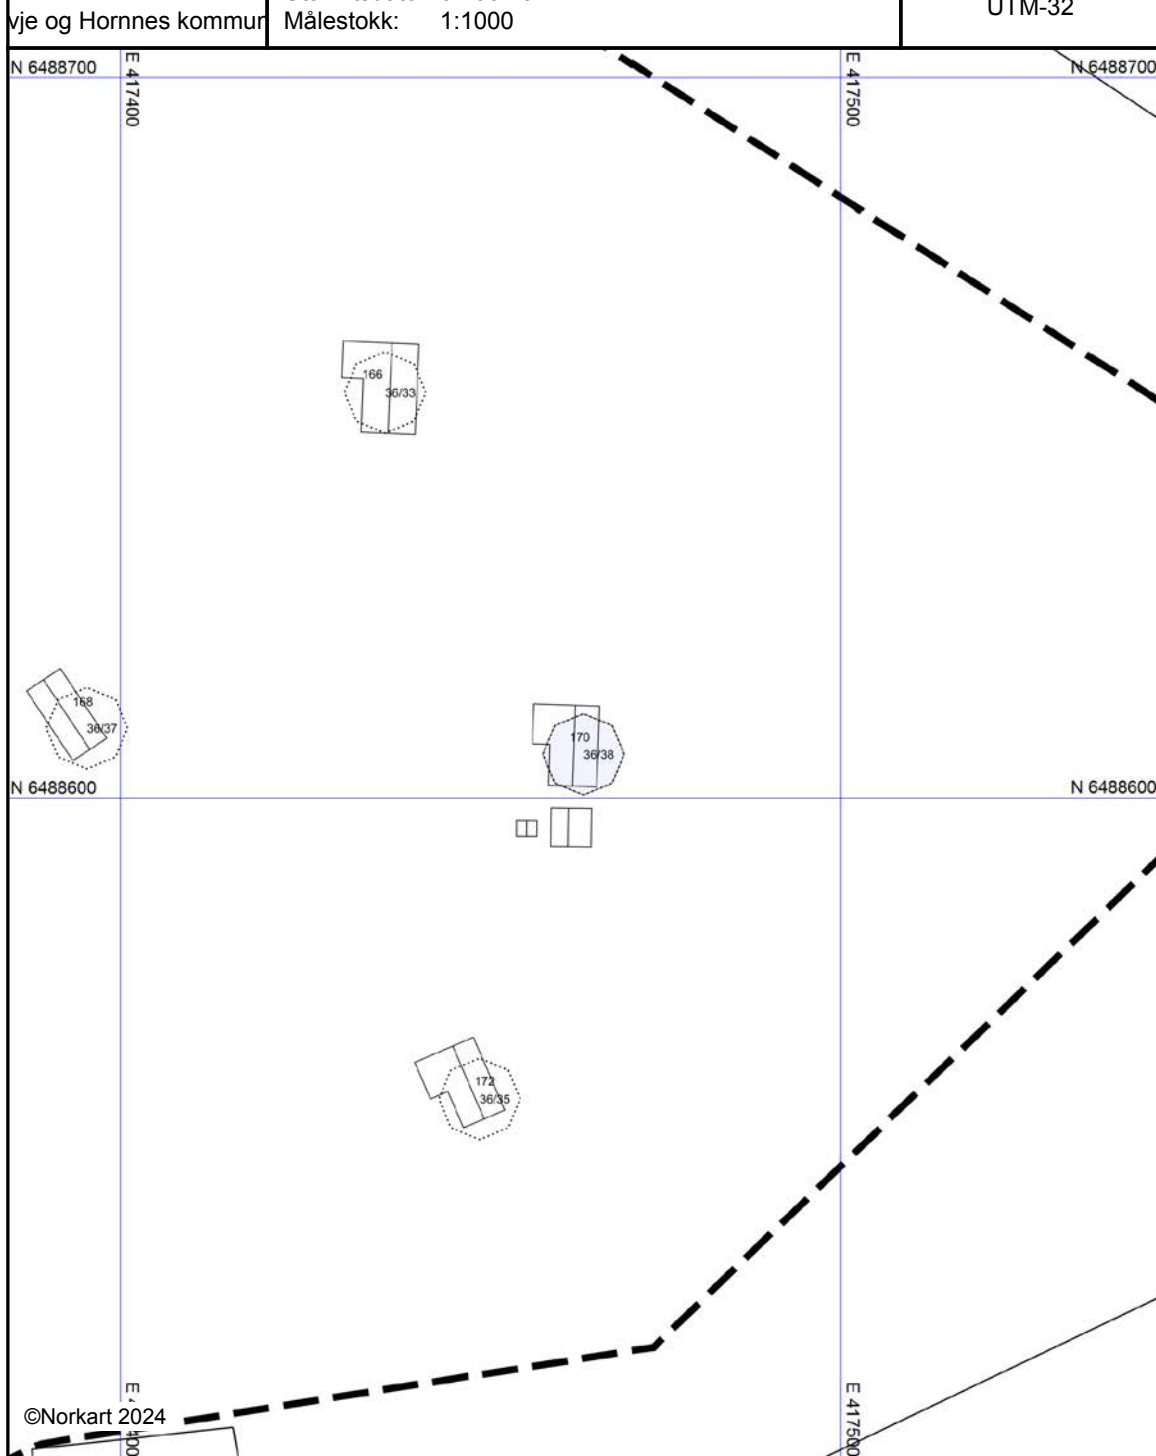 vje og Hornnes kommun
Målestokk: 1:1000
UTM-32
N 6488700
E 417400
E 417500
N 6488700
166
36/33
168
36/37
170
36/38
N 6488600
N 6488600
172
36/35
©Norkart 2024
E 417500